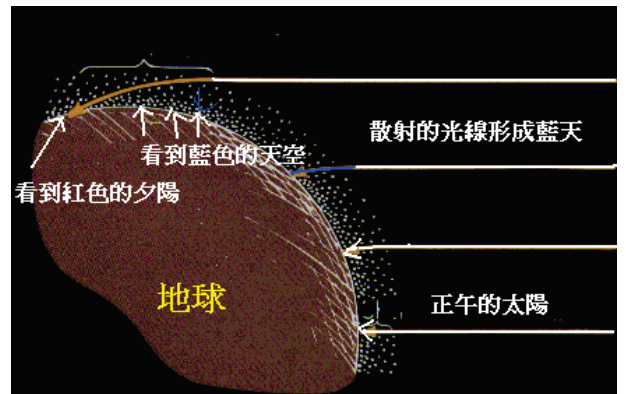 散射的光線形成藍天
看到藍色的天空
看到紅色的夕陽
地球
正午的太陽